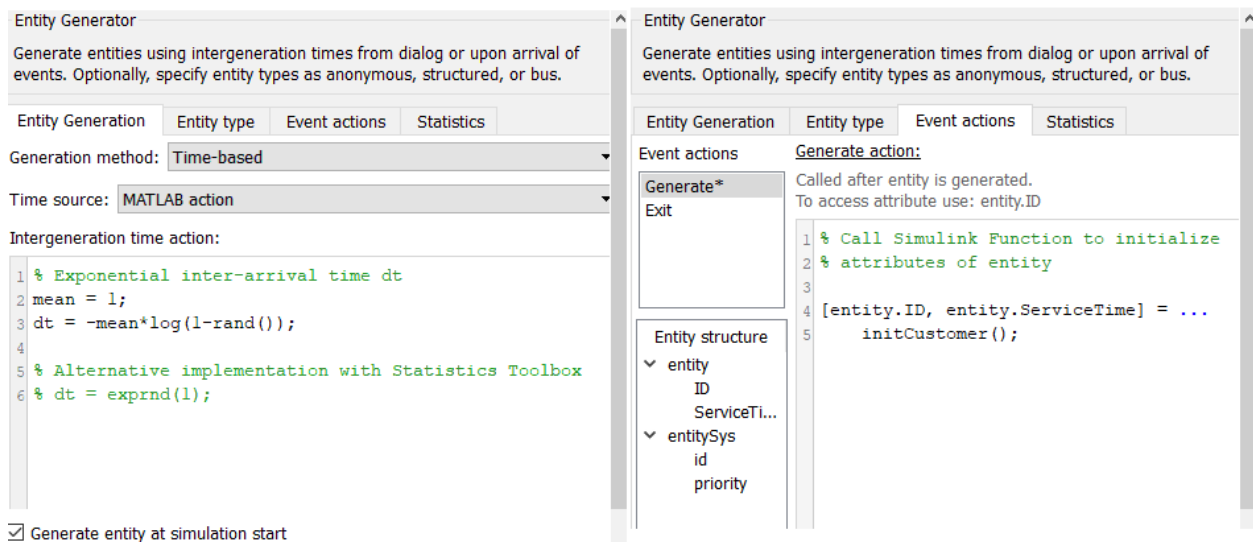 Entity Generator
Generate entities using intergeneration times from dialog or upon arrival of
events. Optionally, specify entity types as anonymous, structured, or bus.
Entity Generation Entity type Event actions Statistics
Generation method: Time-based
Time source: MATLAB action
Intergeneration time action:
1 % Exponential inter-arrival time dt
2 mean = 1;
3 dt = -mean*log(1-rand());
4
5 % Alternative implementation with Statistics Toolbox
6 % dt = exprnd(1);
Generate entity at simulation start
Entity Generator
Generate entities using intergeneration times from dialog or upon arrival of
events. Optionally, specify entity types as anonymous, structured, or bus.
Entity Generation Entity type Event actions Statistics
Event actions
Generate*
Exit
Entity structure
entity
ID
ServiceTi...
entitySys
id
priority
Generate action:
Called after entity is generated.
To access attribute use: entity.ID
1 % Call Simulink Function to initialize
2 % attributes of entity
3
4 [entity.ID, entity.ServiceTime] = ...
5 initCustomer();